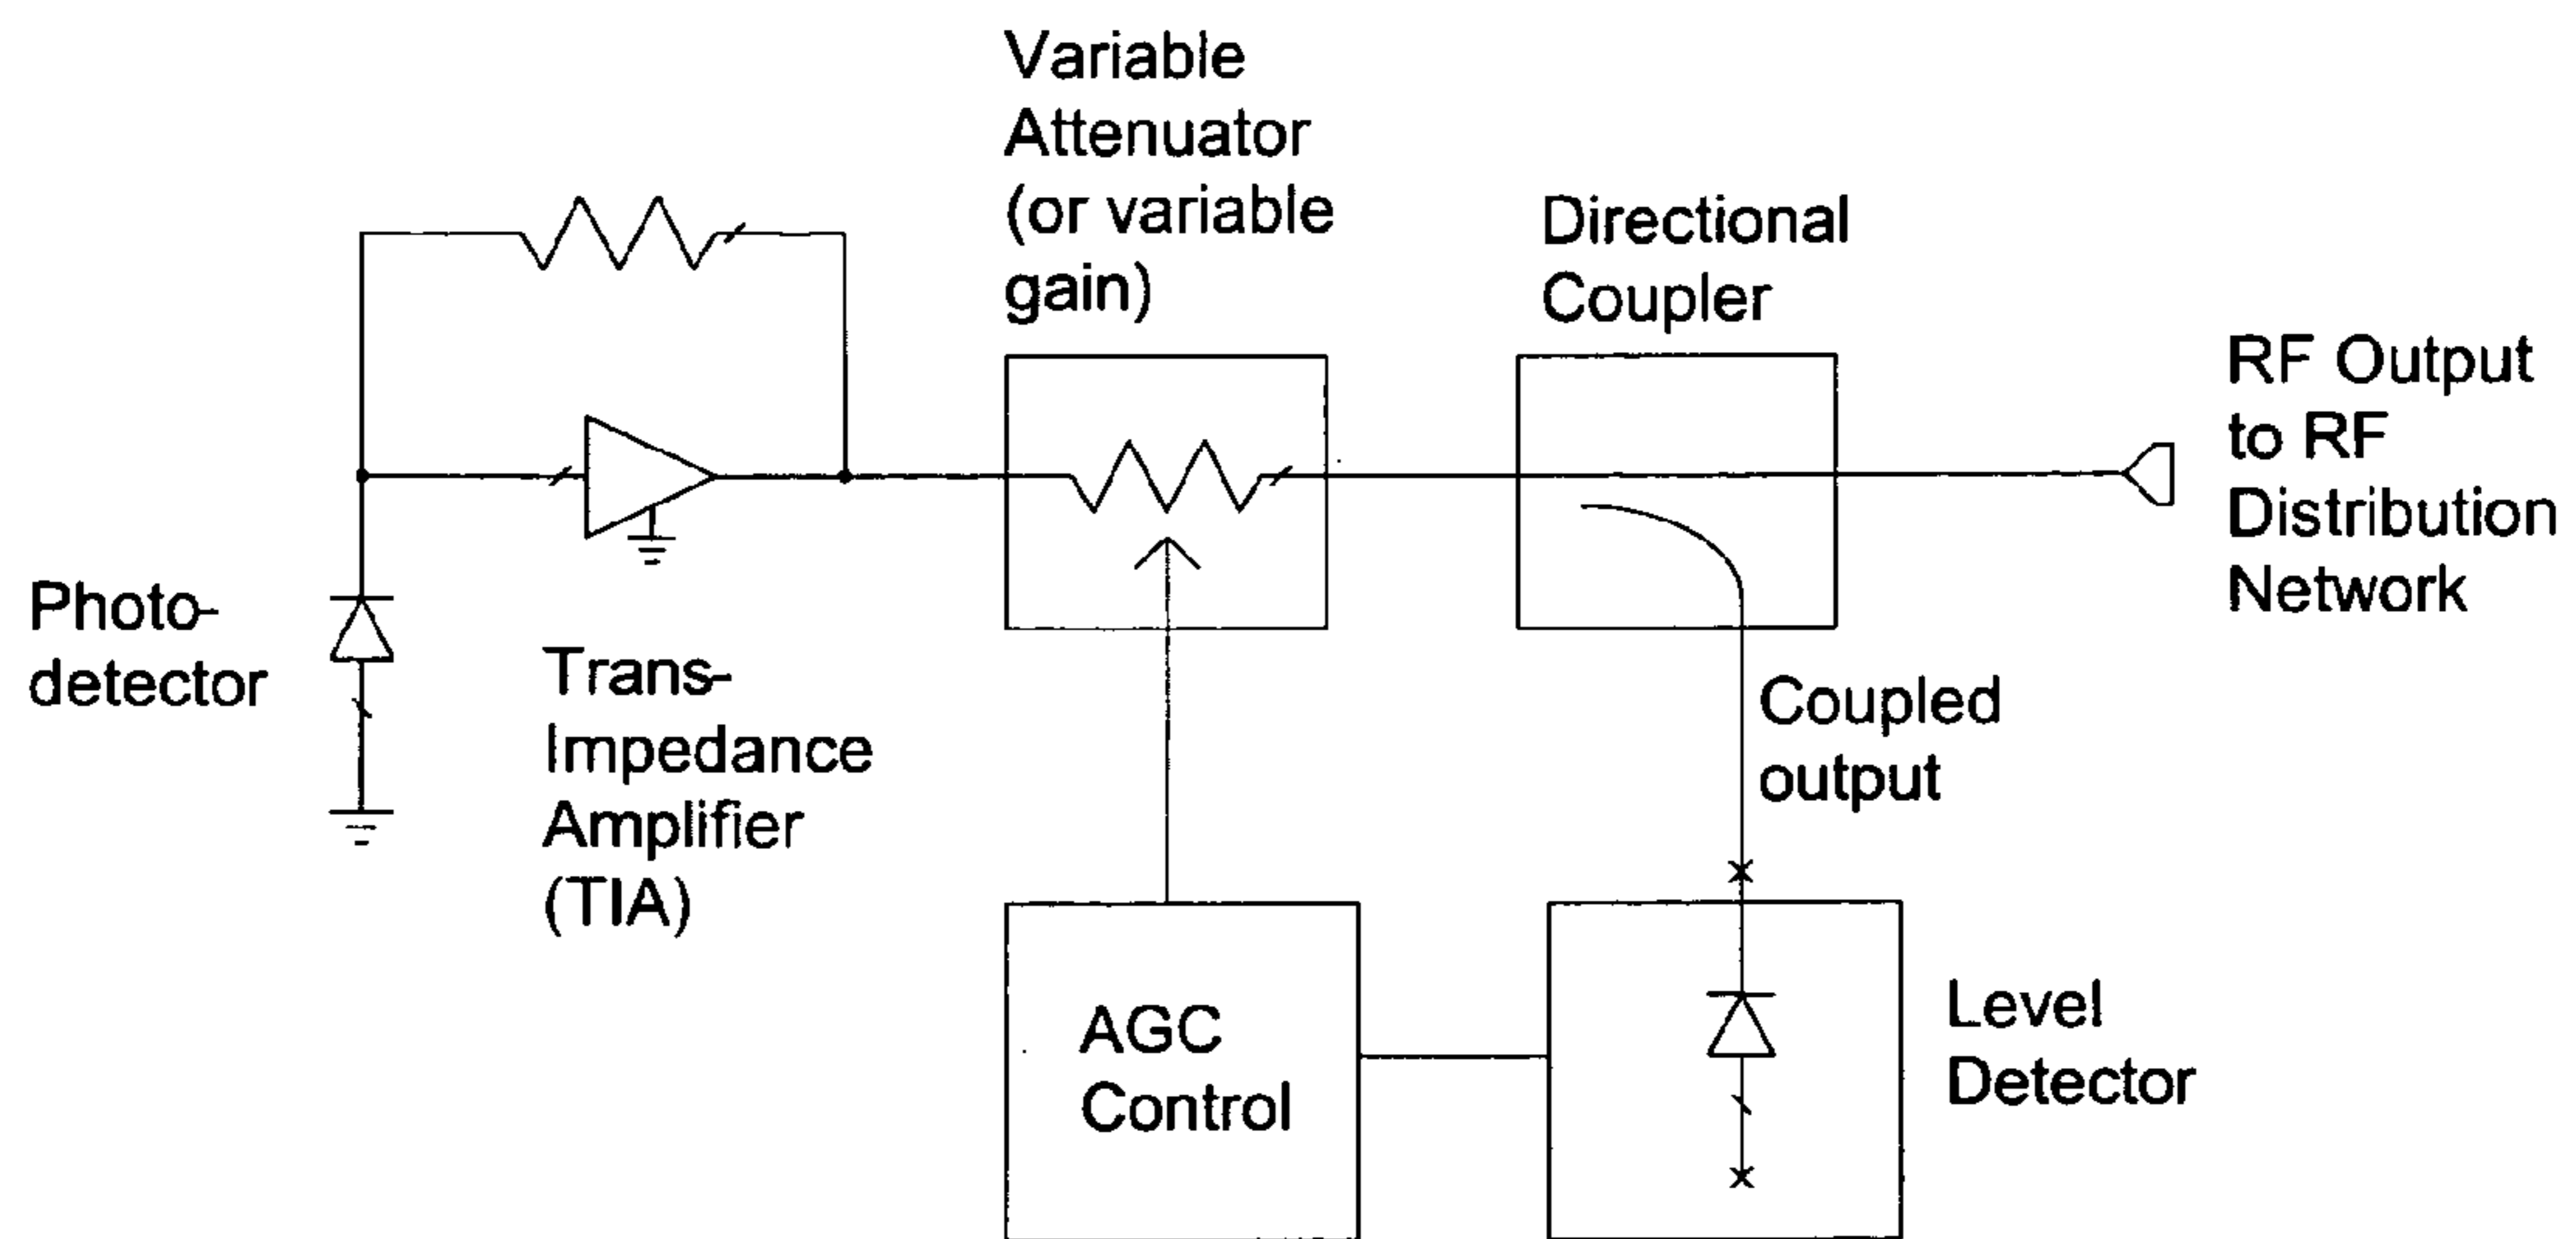 Variable
Attenuator
(or variable
gain)
Directional
Coupler
RF Output
to RF
Distribution
Network
Photo-
detector
Trans-
Impedance
Amplifier
(TIA)
Coupled
output
AGC
Control
Level
Detector